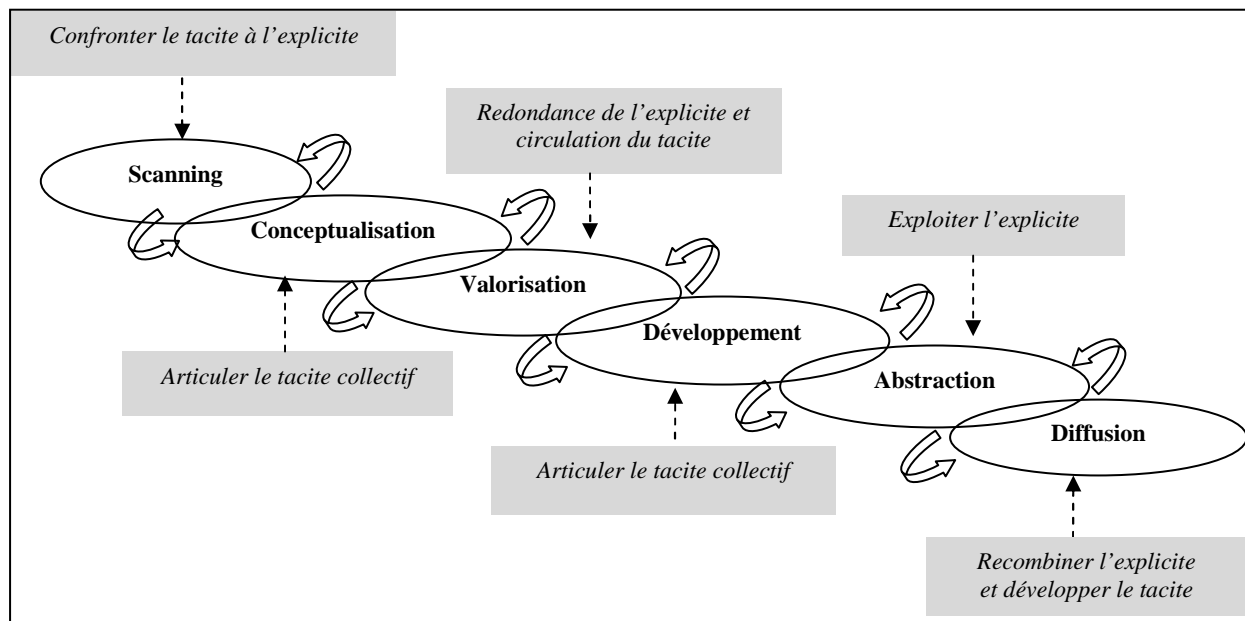 Confronter le tacite à l’explicite
Redondance de l’explicite et
circulation du tacite
Scanning
Conceptualisation
Exploiter l’explicite
Valorisation
Développement
Articuler le tacite collectif
Abstraction
Diffusion
Articuler le tacite collectif
Recombiner l’explicite
et développer le tacite